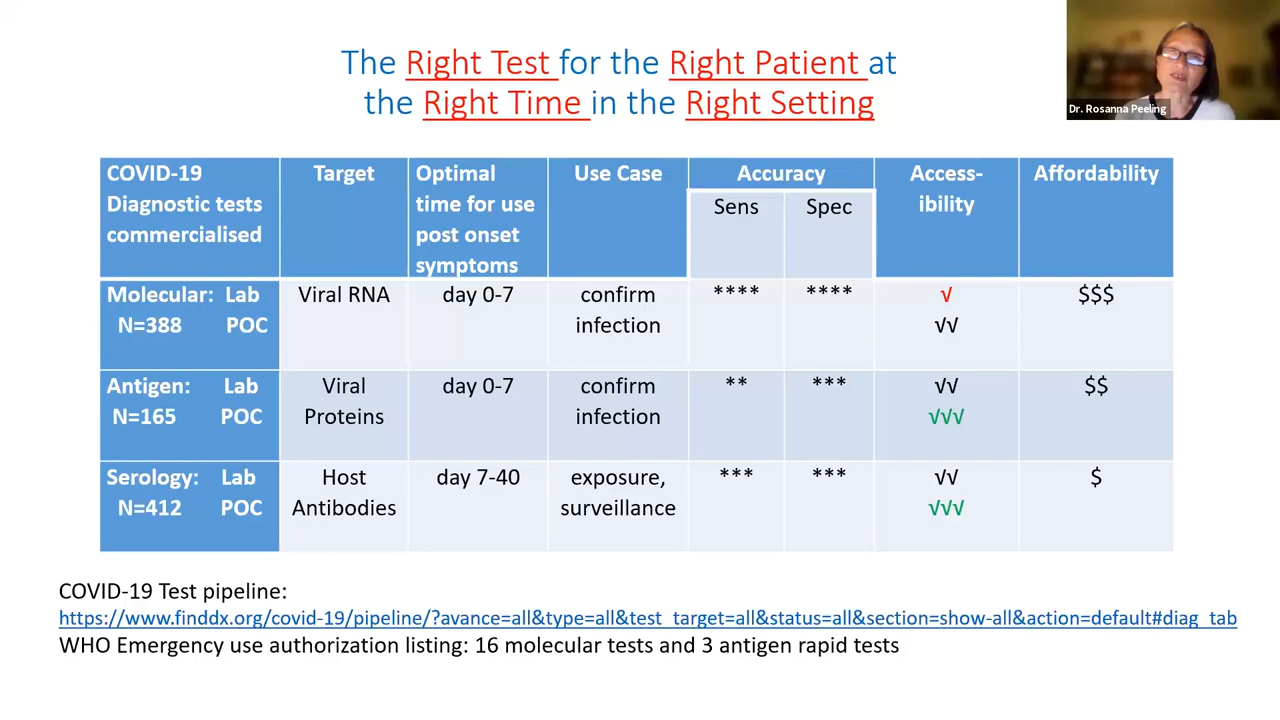 The Right Test for the Right Patient at
the Right Time in the Right Setting
Dr. Rosanna Peeling
COVID-19
Diagnostic tests
commercialised
Target
Optimal
time for use
post onset
symptoms
Use Case
Accuracy
Sens
Spec
Access-
ibility
Affordability
Molecular: Lab
N=388 POC
Viral RNA
day 0-7
confirm
infection
****
****
√
√√
$$$
Antigen: Lab
N=165 POC
Viral
Proteins
day 0-7
confirm
infection
**
***
√√
√√√
$$
Serology: Lab
N=412 POC
Host
Antibodies
day 7-40
exposure,
surveillance
***
***
√√
√√√
$
COVID-19 Test pipeline:
https://www.finddx.org/covid-19/pipeline/?avance=all&type=all&test_target=all&status=all&section=show-all&action=default#diag_tab
WHO Emergency use authorization listing: 16 molecular tests and 3 antigen rapid tests